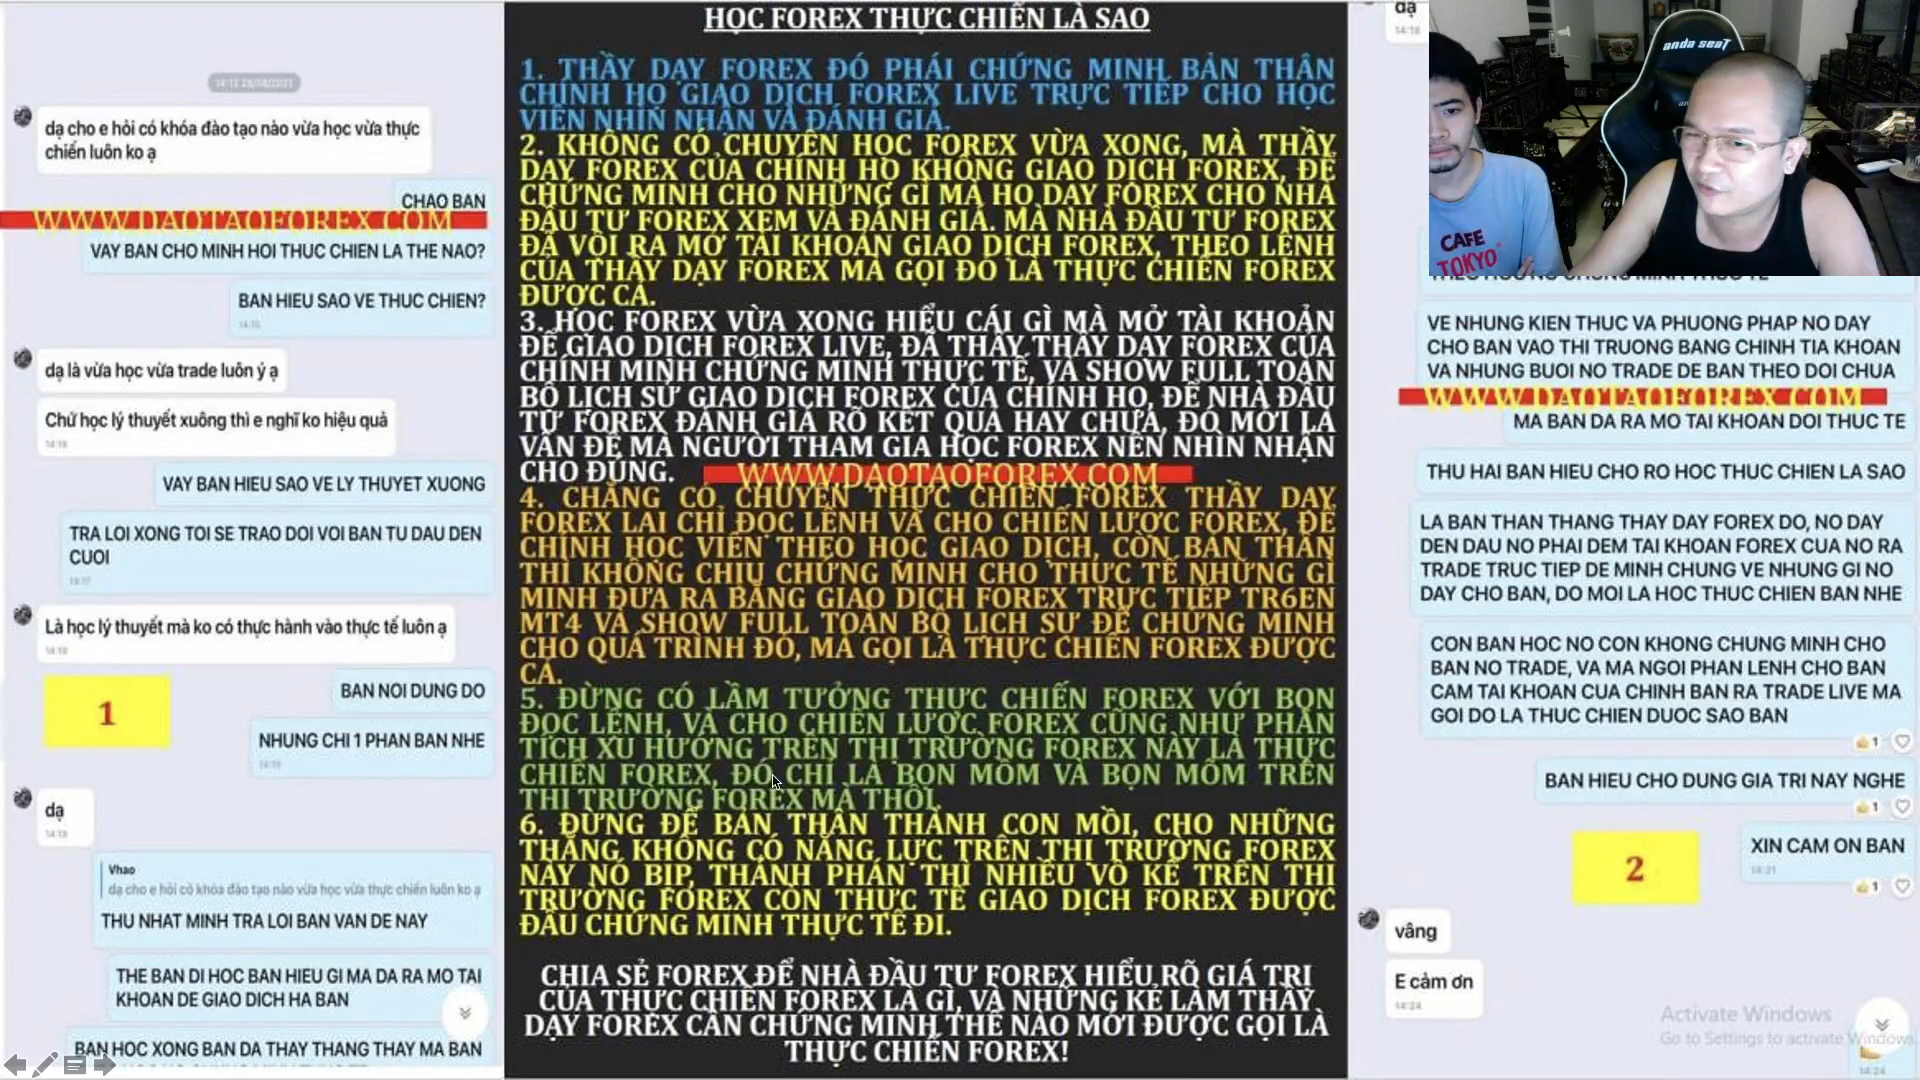 14:13 28/08/2021
dạ cho e hỏi có khóa đào tạo nào vừa học vừa thực
chiến luôn ko ạ
CHAO BAN
WWW.DAOTAOFOREX.COM
VAY BAN CHO MINH HOI THUC CHIEN LA THE NAO?
BAN HIEU SAO VE THUC CHIEN?
14:15
dạ là vừa học vừa trade luôn ý ạ
Chứ học lý thuyết xuông thì e nghĩ ko hiệu quả
14:16
VAY BAN HIEU SAO VE LY THUYET XUONG
TRA LOI XONG TOI SE TRAO DOI VOI BAN TU DAU DEN
CUOI
14:17
Là học lý thuyết mà ko có thực hành vào thực tế luôn ạ
14:18
BAN NOI DUNG DO
1
NHUNG CHI 1 PHAN BAN NHE
14:19
dạ
14:19
Vhao
dạ cho e hỏi có khóa đào tạo nào vừa học vừa thực chiến luôn ko ạ
THU NHAT MINH TRA LOI BAN VAN DE NAY
THE BAN DI HOC BAN HIEU GI MA DA RA MO TAI
KHOAN DE GIAO DICH HA BAN
BAN HOC XONG BAN DA THAY THANG THAY MA BAN
HỌC FOREX THỰC CHIẾN LÀ SAO
1. THẦY DẠY FOREX ĐÓ PHẢI CHỨNG MINH BẢN THÂN
CHÍNH HỌ GIAO DỊCH FOREX LIVE TRỰC TIẾP CHO HỌC
VIÊN NHÌN NHẬN VÀ ĐÁNH GIÁ.
2. KHÔNG CÓ CHUYỆN HỌC FOREX VỪA XONG, MÀ THẦY
DẠY FOREX CỦA CHÍNH HỌ KHÔNG GIAO DỊCH FOREX, ĐỂ
CHỨNG MINH CHO NHỮNG GÌ MÀ HỌ DẠY FOREX CHO NHÀ
ĐẦU TƯ FOREX XEM VÀ ĐÁNH GIÁ. MÀ NHÀ ĐẦU TƯ FOREX
ĐÃ VỘI RA MỞ TÀI KHOẢN GIAO DỊCH FOREX, THEO LỆNH
CỦA THẦY DẠY FOREX MÀ GỌI ĐÓ LÀ THỰC CHIẾN FOREX
ĐƯỢC CẢ.
3. HỌC FOREX VỪA XONG HIỂU CÁI GÌ MÀ MỞ TÀI KHOẢN
ĐỂ GIAO DỊCH FOREX LIVE, ĐÃ THẤY THẦY DẠY FOREX CỦA
CHÍNH MÌNH CHỨNG MINH THỰC TẾ, VÀ SHOW FULL TOÀN
BỘ LỊCH SỬ GIAO DỊCH FOREX CỦA CHÍNH HỌ, ĐỂ NHÀ ĐẦU
TƯ FOREX ĐÁNH GIÁ RÕ KẾT QUẢ HAY CHƯA, ĐÓ MỚI LÀ
VẤN ĐỀ MÀ NGƯỜI THAM GIA HỌC FOREX NÊN NHÌN NHẬN
CHO ĐÚNG.
WWW.DAOTAOFOREX.COM
4. CHẲNG CÓ CHUYỆN THỰC CHIẾN FOREX THẦY DẠY
FOREX LẠI CHỈ ĐỌC LỆNH VÀ CHO CHIẾN LƯỢC FOREX, ĐỂ
CHÍNH HỌC VIÊN THEO HỌC GIAO DỊCH, CÒN BẢN THÂN
THÌ KHÔNG CHỊU CHỨNG MINH CHO THỰC TẾ NHỮNG GÌ
MÌNH ĐƯA RA BẰNG GIAO DỊCH FOREX TRỰC TIẾP TR6EN
MT4 VÀ SHOW FULL TOÀN BỘ LỊCH SỬ ĐỂ CHỨNG MINH
CHO QUÁ TRÌNH ĐÓ, MÀ GỌI LÀ THỰC CHIẾN FOREX ĐƯỢC
CẢ.
5. ĐỪNG CÓ LẦM TƯỞNG THỰC CHIẾN FOREX VỚI BỌN
ĐỌC LỆNH, VÀ CHO CHIẾN LƯỢC FOREX CŨNG NHƯ PHÂN
TÍCH XU HƯỚNG TRÊN THỊ TRƯỜNG FOREX NÀY LÀ THỰC
CHIẾN FOREX, ĐÓ CHỈ LÀ BỌN MỒM VÀ BỌN MÕM TRÊN
THỊ TRƯỜNG FOREX MÀ THÔI.
6. ĐỪNG ĐỂ BẢN THÂN THÀNH CON MỒI, CHO NHỮNG
THẰNG KHÔNG CÓ NĂNG LỰC TRÊN THỊ TRƯỜNG FOREX
NÀY NÓ BỊP, THÁNH PHÁN THÌ NHIỀU VÔ KỂ TRÊN THỊ
TRƯỜNG FOREX CÒN THỰC TẾ GIAO DỊCH FOREX ĐƯỢC
ĐÂU CHỨNG MINH THỰC TẾ ĐI.
CHIA SẺ FOREX ĐỂ NHÀ ĐẦU TƯ FOREX HIỂU RÕ GIÁ TRỊ
CỦA THỰC CHIẾN FOREX LÀ GÌ, VÀ NHỮNG KẺ LÀM THẦY
DẠY FOREX CẦN CHỨNG MINH THẾ NÀO MỚI ĐƯỢC GỌI LÀ
THỰC CHIẾN FOREX!
dạ
14:18
anda seaT
CAFE
TOKYO
VE NHUNG KIEN THUC VA PHUONG PHAP NO DAY
CHO BAN VAO THI TRUONG BANG CHINH TIA KHOAN
VA NHUNG BUOI NO TRADE DE BAN THEO DOI CHUA
WWW.DAOTAOFOREX.COM
MA BAN DA RA MO TAI KHOAN DOI THUC TE
THU HAI BAN HIEU CHO RO HOC THUC CHIEN LA SAO
LA BAN THAN THANG THAY DAY FOREX DO, NO DAY
DEN DAU NO PHAI DEM TAI KHOAN FOREX CUA NO RA
TRADE TRUC TIEP DE MINH CHUNG VE NHUNG GI NO
DAY CHO BAN, DO MOI LA HOC THUC CHIEN BAN NHE
CON BAN HOC NO CON KHONG CHUNG MINH CHO
BAN NO TRADE, VA MA NGOI PHAN LENH CHO BAN
CAM TAI KHOAN CUA CHINH BAN RA TRADE LIVE MA
GOI DO LA THUC CHIEN DUOC SAO BAN
1
BAN HIEU CHO DUNG GIA TRI NAY NGHE
1
2
XIN CAM ON BAN
14:21
1
vâng
E cảm ơn
14:24
Activate Windows
Go to Settings to activate Windows.
14:24